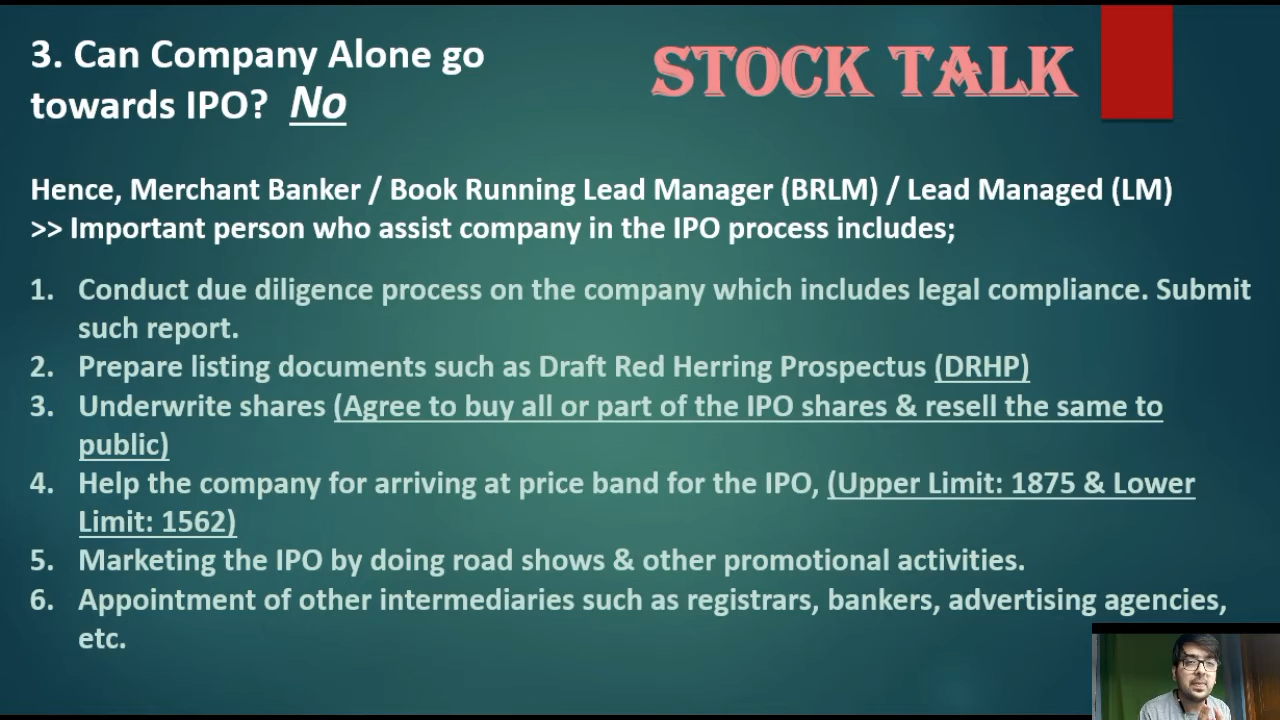 3. Can Company Alone go
towards IPO? No
STOCK TALK
Hence, Merchant Banker / Book Running Lead Manager (BRLM) / Lead Managed (LM)
>> Important person who assist company in the IPO process includes;
1. Conduct due diligence process on the company which includes legal compliance. Submit
such report.
2. Prepare listing documents such as Draft Red Herring Prospectus (DRHP)
3. Underwrite shares (Agree to buy all or part of the IPO shares & resell the same to
public)
4. Help the company for arriving at price band for the IPO, (Upper Limit: 1875 & Lower
Limit: 1562)
5. Marketing the IPO by doing road shows & other promotional activities.
6. Appointment of other intermediaries such as registrars, bankers, advertising agencies,
etc.